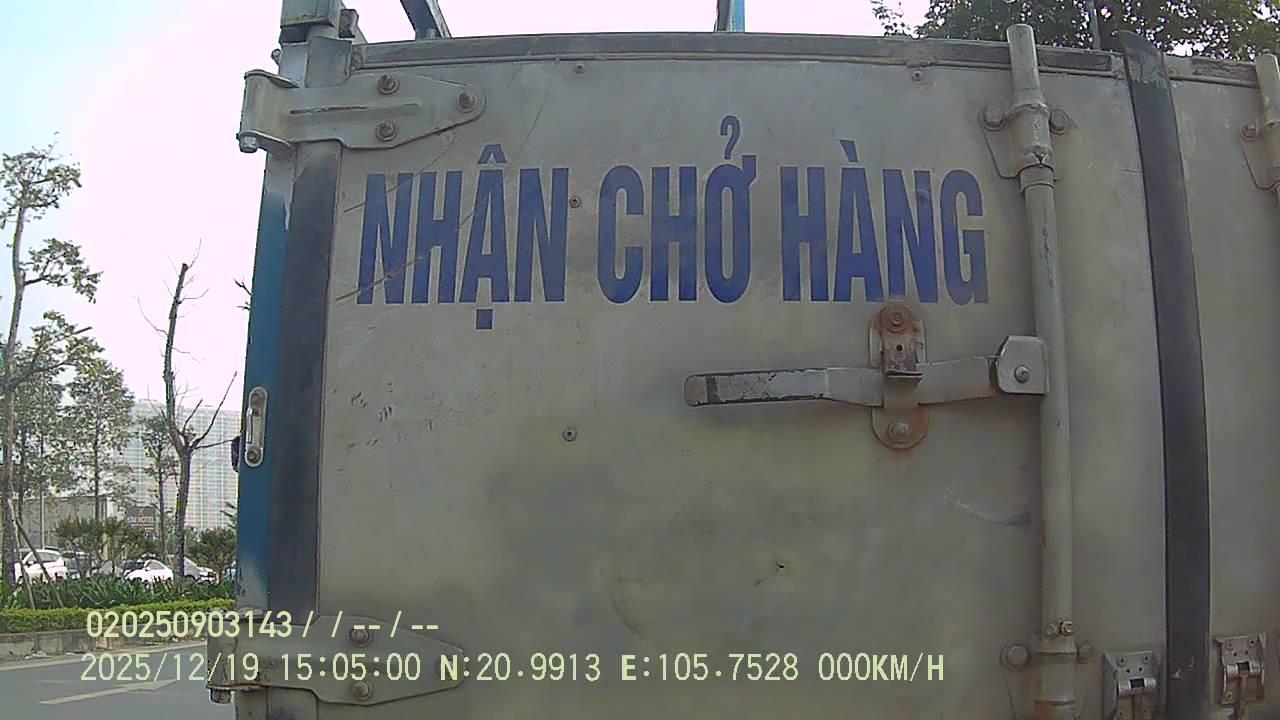 NHẬN CHỞ HÀNG
020250903143/ / -- / --
2025/12/19 15:05:00 N:20.9913 E:105.7528 000KM/H